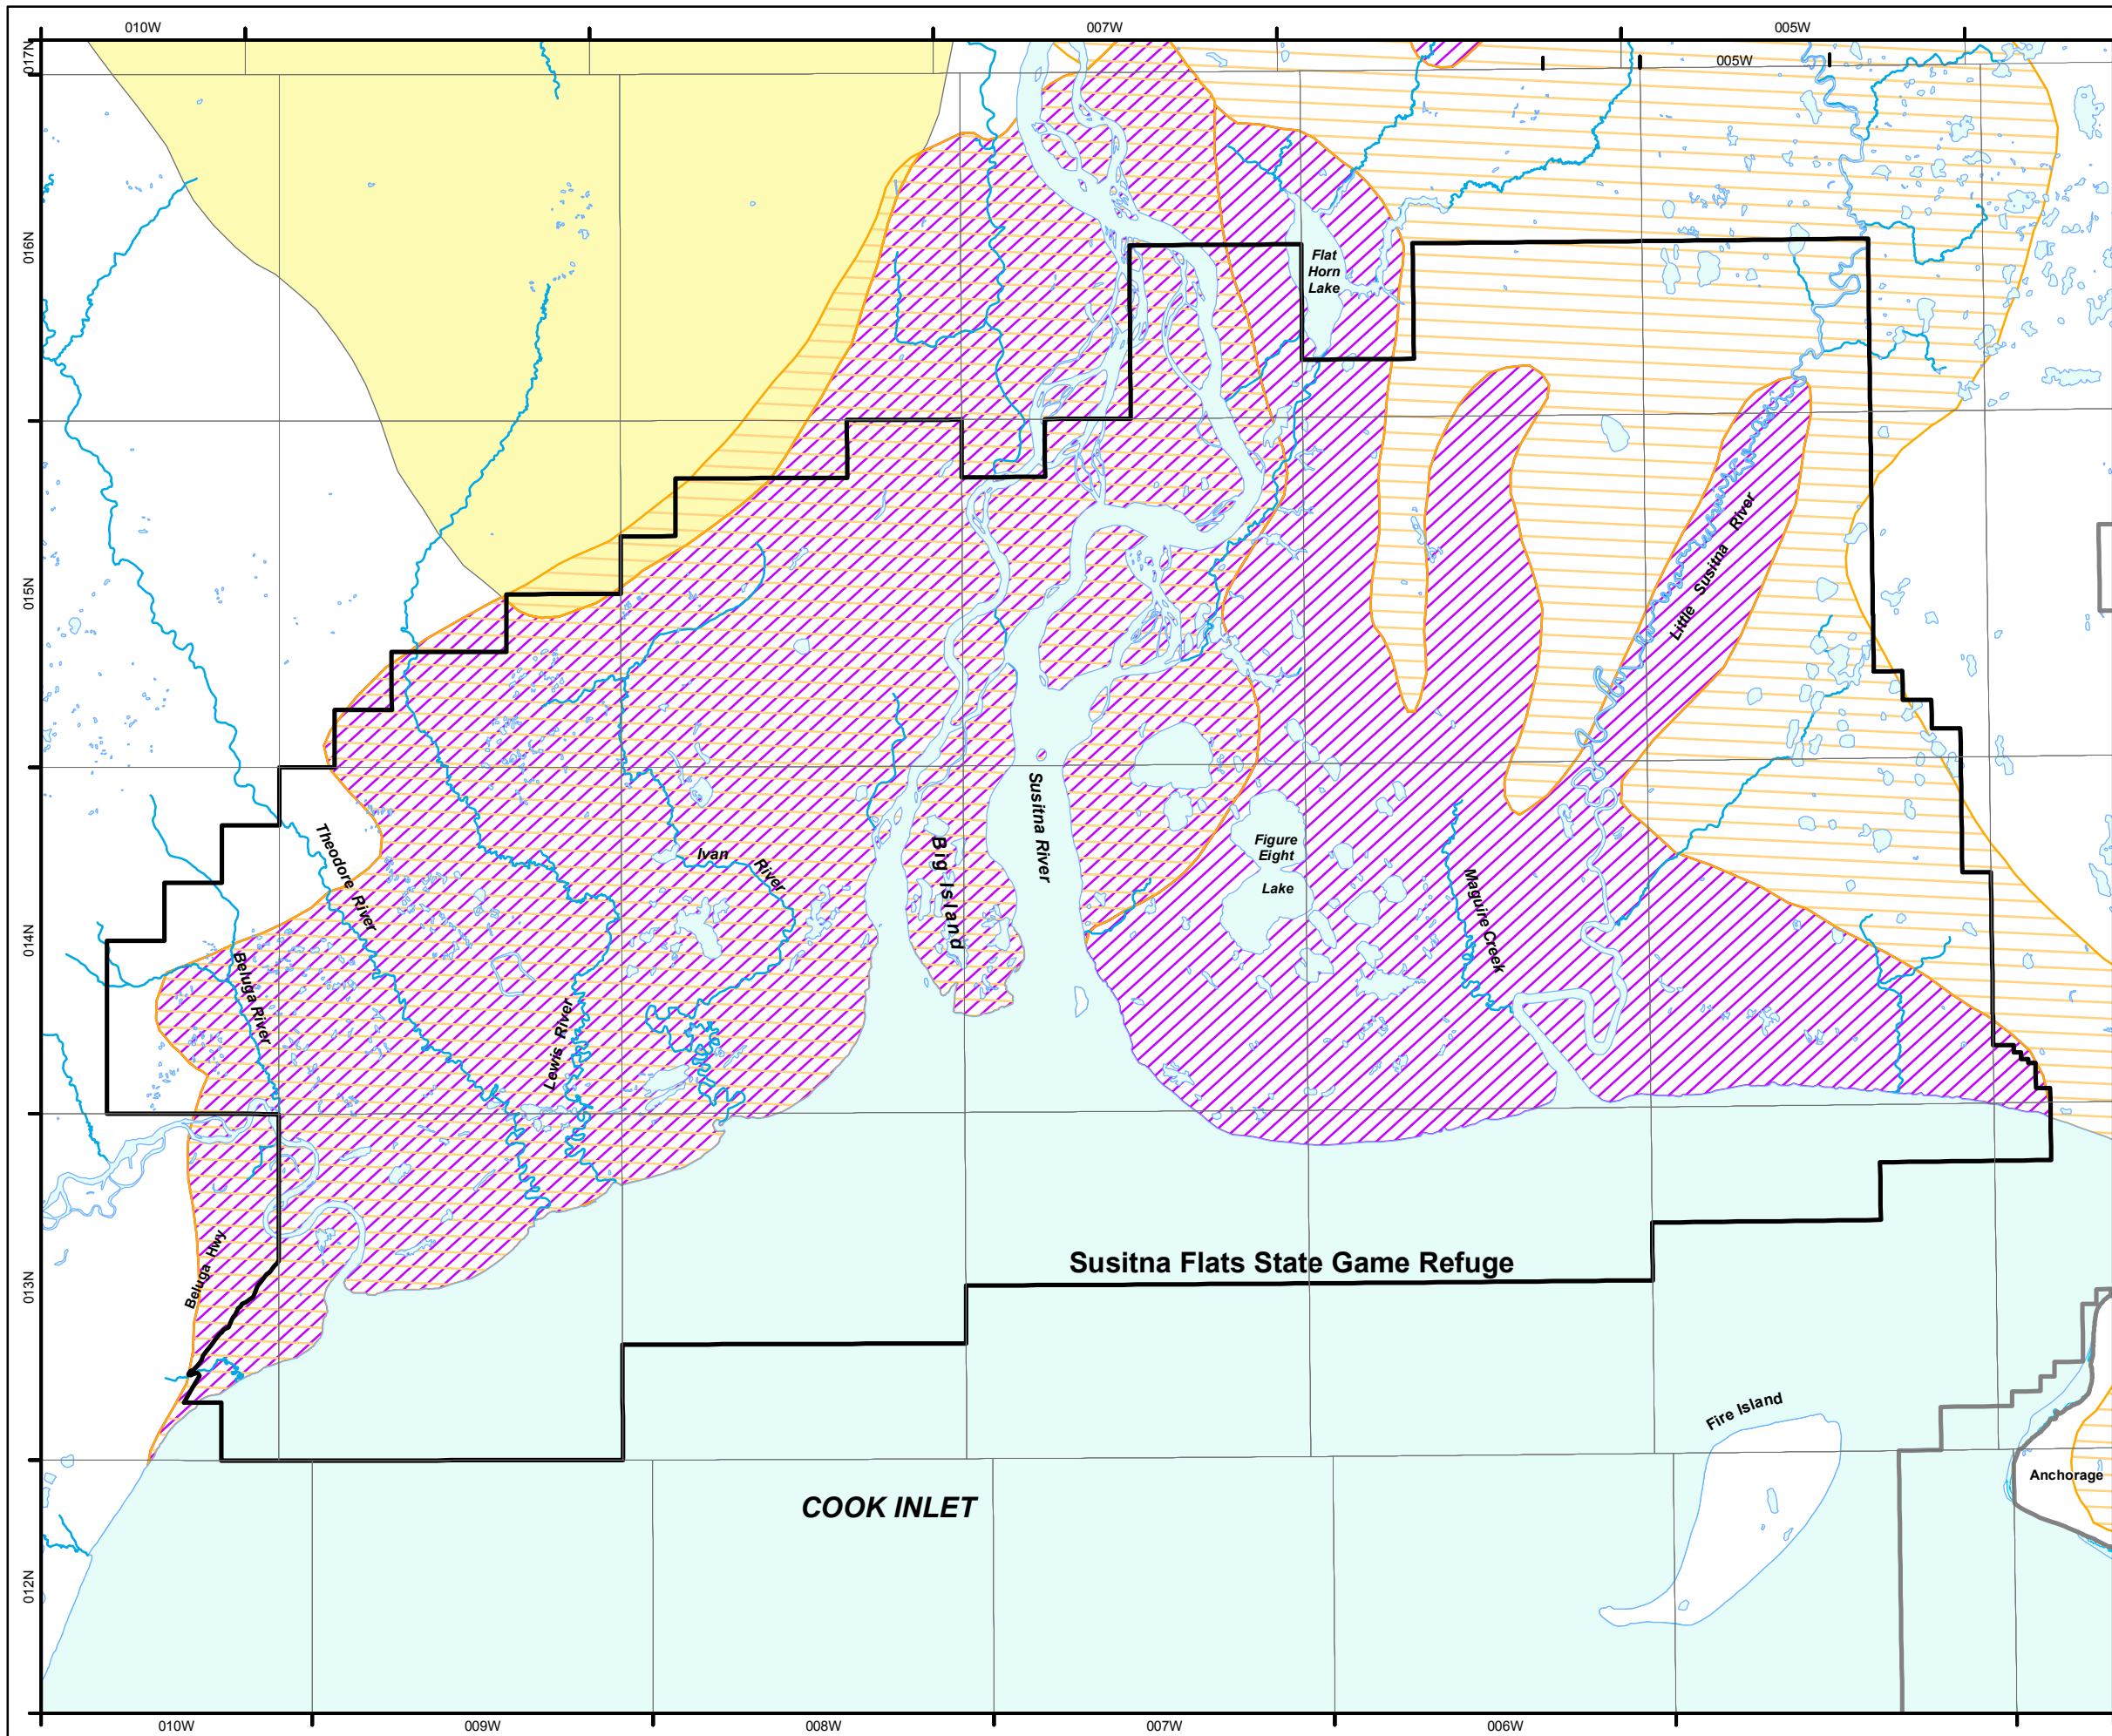 010W
007W
005W
005W
017N
016N
015N
014N
013N
012N
Flat
Horn
Lake
Little Susitna River
Susitna River
Big Island
Ivan River
Figure
Eight
Lake
Maguire Creek
Theodore River
Beluga River
Lewis River
Beluga Hwy
Susitna Flats State Game Refuge
Fire Island
Anchorage
COOK INLET
010W
009W
008W
007W
006W